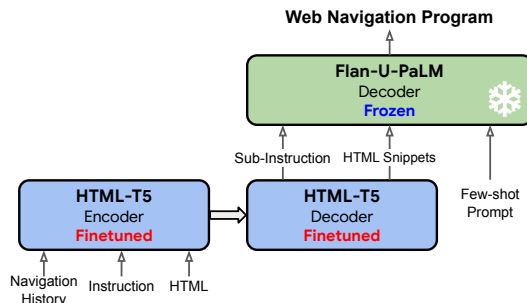 Web Navigation Program
Flan-U-PaLM
Decoder
Frozen
Sub-Instruction
HTML Snippets
Few-shot
Prompt
HTML-T5
Encoder
Finetuned
HTML-T5
Decoder
Finetuned
Navigation
History
Instruction
HTML